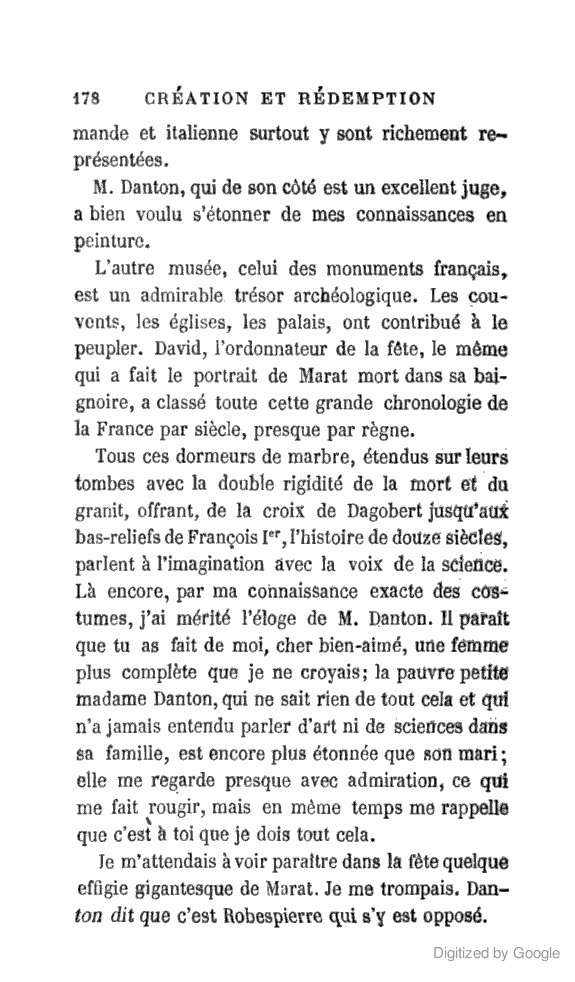 178 CRÉATION ET RÉDEMPTION
mande et italienne surtout y sont richement re-
présentées.
M. Danton, qui de son côté est un excellent juge,
a bien voulu s'étonner de mes connaissances en
peinture.
L'autre musée, celui des monuments français,
est un admirable trésor archéologique. Les cou-
vents, les églises, les palais, ont contribué à le
peupler. David, l'ordonnateur de la fête, le même
qui a fait le portrait de Marat mort dans sa bai-
gnoire, a classé toute cette grande chronologie de
la France par siècle, presque par règne.
Tous ces dormeurs de marbre, étendus sur leurs
tombes avec la double rigidité de la mort et du
granit, offrant, de la croix de Dagobert jusqu'aux
bas-reliefs de François Ier, l'histoire de douze siècles,
parlent à l'imagination avec la voix de la science.
Là encore, par ma connaissance exacte des cos-
tumes, j'ai mérité l'éloge de M. Danton. Il paraît
que tu as fait de moi, cher bien-aimé, une femme
plus complète que je ne croyais; la pauvre petite
madame Danton, qui ne sait rien de tout cela et qui
n'a jamais entendu parler d'art ni de sciences dans
sa famille, est encore plus étonnée que son mari;
elle me regarde presque avec admiration, ce qui
me fait rougir, mais en même temps me rappelle
que c'est à toi que je dois tout cela.
Je m'attendais à voir paraître dans la fête quelque
effigie gigantesque de Marat. Je me trompais. Dan-
ton dit que c'est Robespierre qui s'y est opposé.
Digitized by Google